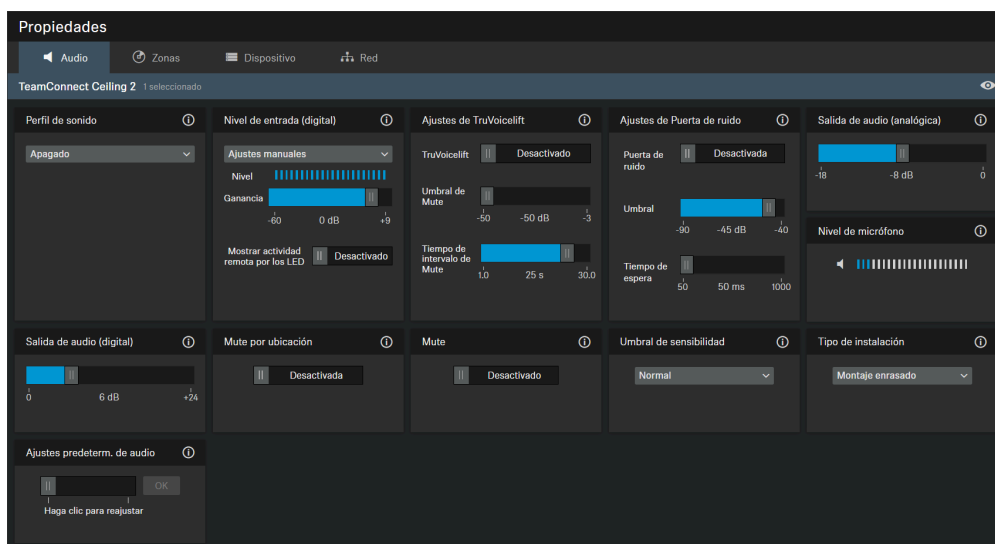 Propiedades
Audio
Zonas
Dispositivo
Red
TeamConnect Ceiling 2 1 seleccionado
Perfil de sonido
Apagado
Nivel de entrada (digital)
Ajustes manuales
Nivel
Ganancia
-60 0 dB +9
Mostrar actividad
remota por los LED
Desactivado
Ajustes de TruVoicelift
TruVoicelift
Desactivado
Umbral de
Mute
-50 -50 dB -3
Tiempo de
intervalo de
Mute
1.0 25 s 30.0
Ajustes de Puerta de ruido
Puerta de
ruido
Desactivada
Umbral
-90 -45 dB -40
Tiempo de
espera
50 50 ms 1000
Salida de audio (analógica)
-18 -8 dB 0
Nivel de micrófono
Salida de audio (digital)
0 6 dB +24
Mute por ubicación
Desactivada
Mute
Desactivado
Umbral de sensibilidad
Normal
Tipo de instalación
Montaje enrasado
Ajustes predeterm. de audio
OK
Haga clic para reajustar